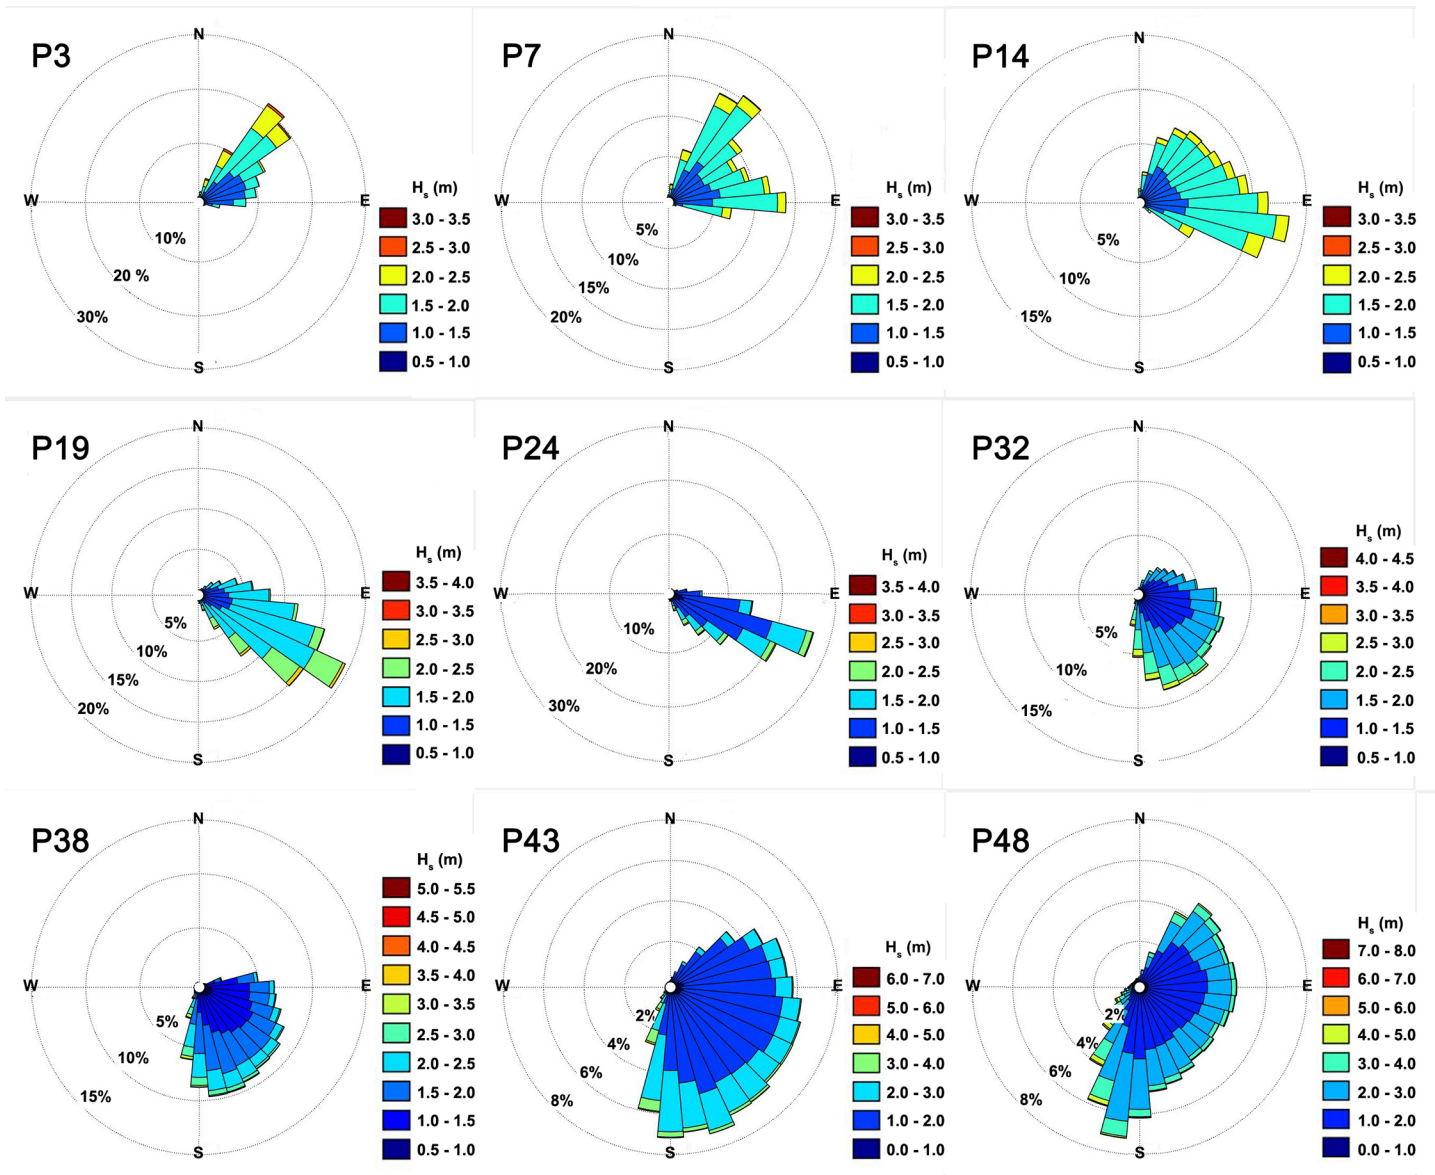 P3
N
W
E
S
10%
20 %
30%
Hs (m)
3.0 - 3.5
2.5 - 3.0
2.0 - 2.5
1.5 - 2.0
1.0 - 1.5
0.5 - 1.0
P7
N
W
E
S
5%
10%
15%
20%
Hs (m)
3.0 - 3.5
2.5 - 3.0
2.0 - 2.5
1.5 - 2.0
1.0 - 1.5
0.5 - 1.0
P14
N
W
E
S
5%
10%
15%
Hs (m)
3.0 - 3.5
2.5 - 3.0
2.0 - 2.5
1.5 - 2.0
1.0 - 1.5
0.5 - 1.0
P19
N
W
E
S
5%
10%
15%
20%
Hs (m)
3.5 - 4.0
3.0 - 3.5
2.5 - 3.0
2.0 - 2.5
1.5 - 2.0
1.0 - 1.5
0.5 - 1.0
P24
N
W
E
S
10%
20%
30%
Hs (m)
3.5 - 4.0
3.0 - 3.5
2.5 - 3.0
2.0 - 2.5
1.5 - 2.0
1.0 - 1.5
0.5 - 1.0
P32
N
W
E
S
5%
10%
15%
Hs (m)
4.0 - 4.5
3.5 - 4.0
3.0 - 3.5
2.5 - 3.0
2.0 - 2.5
1.5 - 2.0
1.0 - 1.5
0.5 - 1.0
P38
N
W
E
S
5%
10%
15%
Hs (m)
5.0 - 5.5
4.5 - 5.0
4.0 - 4.5
3.5 - 4.0
3.0 - 3.5
2.5 - 3.0
2.0 - 2.5
1.5 - 2.0
1.0 - 1.5
0.5 - 1.0
P43
N
W
E
S
2%
4%
6%
8%
Hs (m)
6.0 - 7.0
5.0 - 6.0
4.0 - 5.0
3.0 - 4.0
2.0 - 3.0
1.0 - 2.0
0.0 - 1.0
P48
N
W
E
S
2%
4%
6%
8%
Hs (m)
7.0 - 8.0
6.0 - 7.0
5.0 - 6.0
4.0 - 5.0
3.0 - 4.0
2.0 - 3.0
1.0 - 2.0
0.0 - 1.0